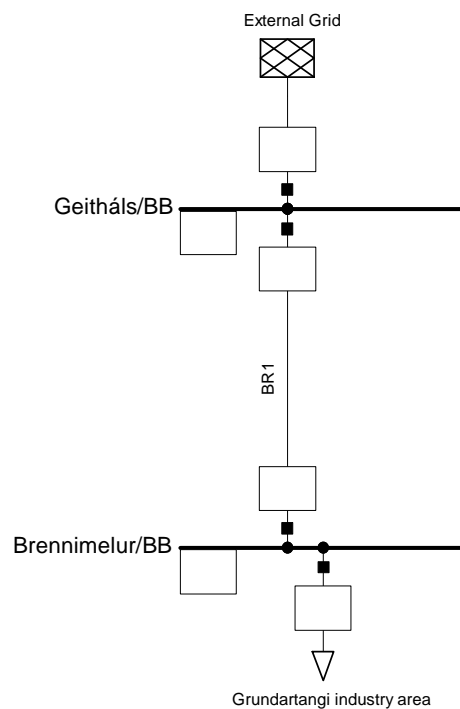 External Grid
Geitháls/BB
BR1
Brennimelur/BB
Grundartangi industry area